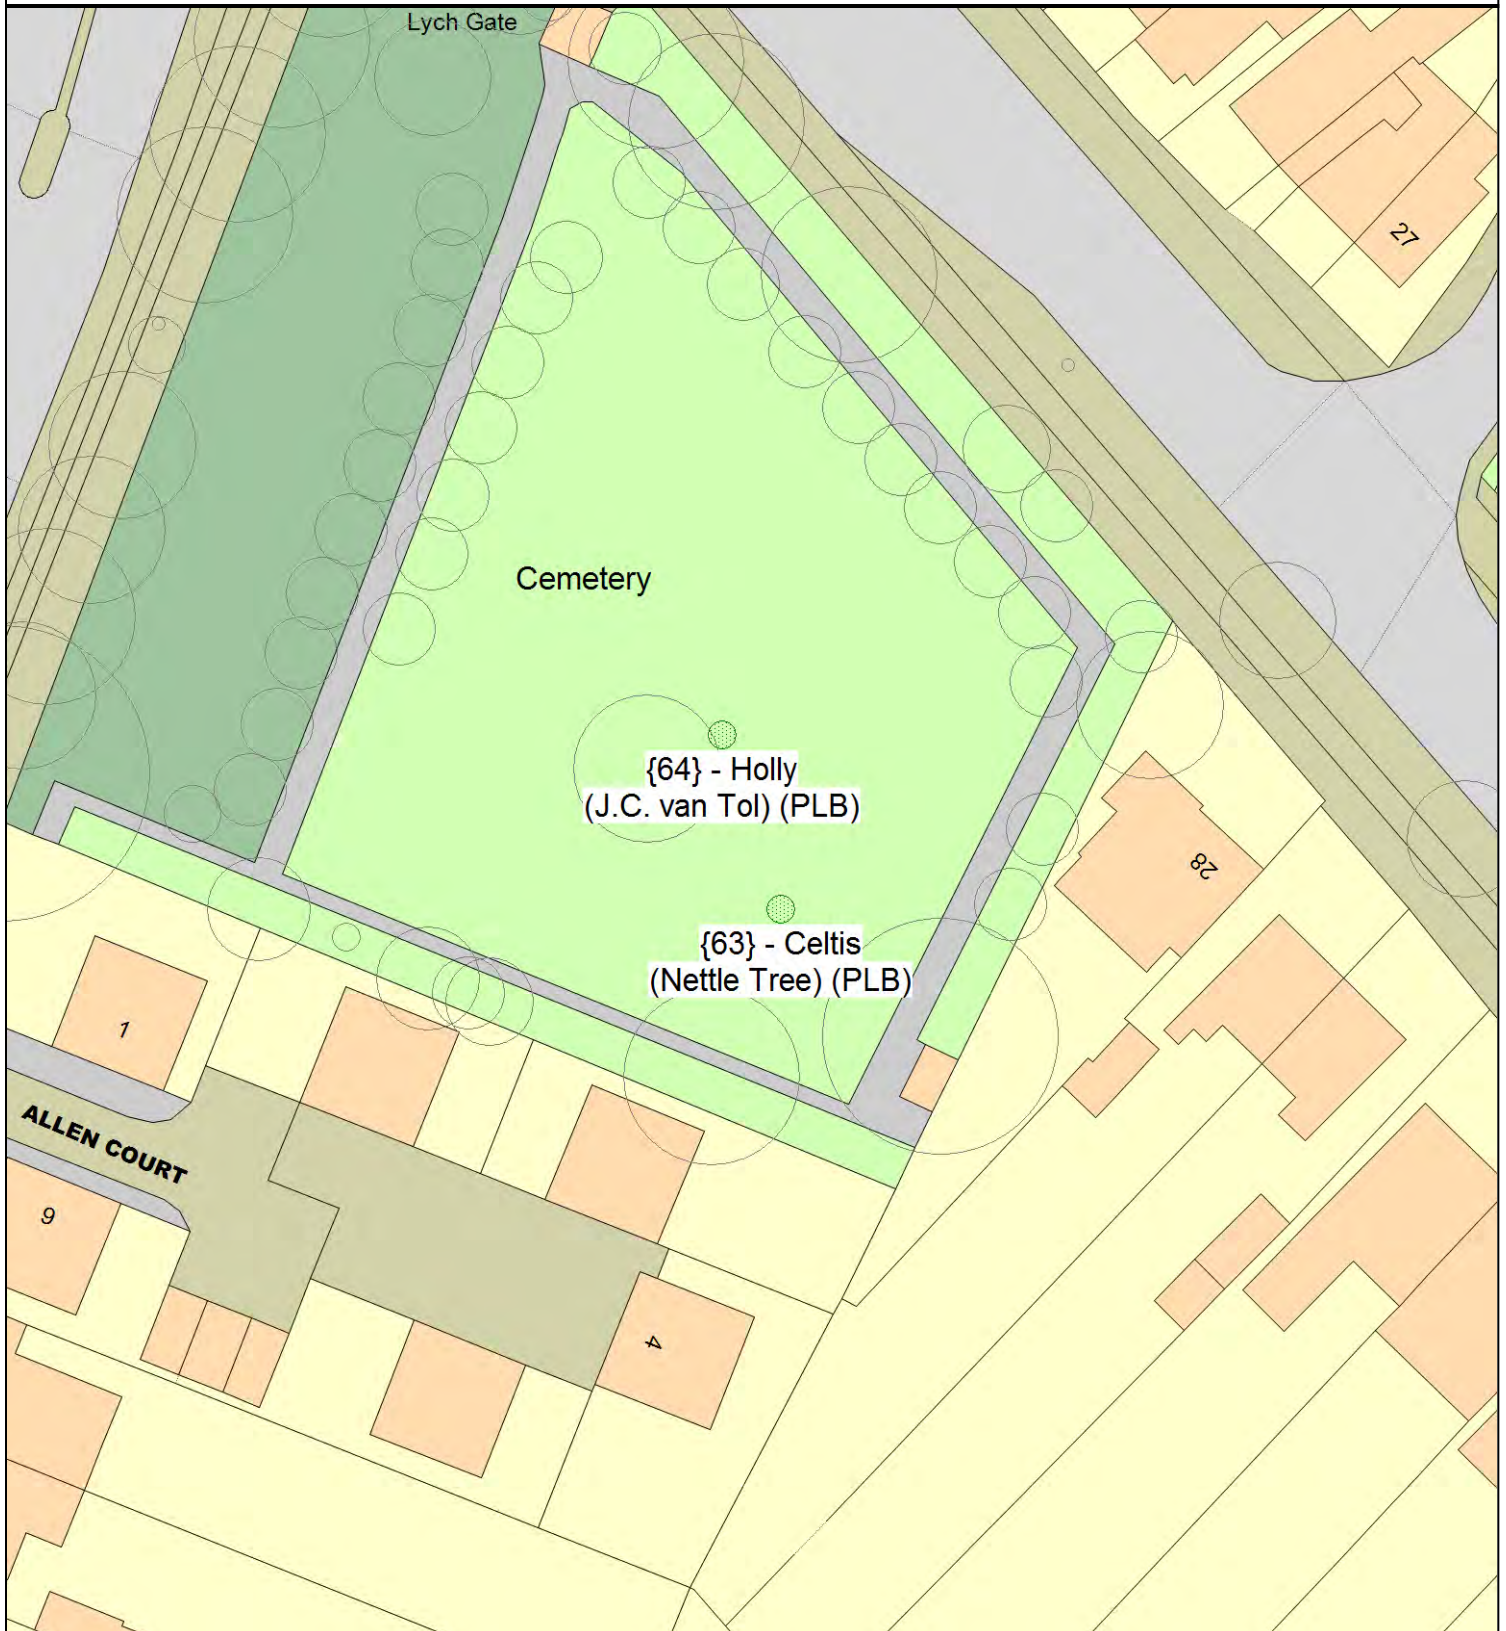 Lych Gate
27
Cemetery
{64} - Holly
(J.C. van Tol) (PLB)
28
{63} - Celtis
(Nettle Tree) (PLB)
1
ALLEN COURT
9
4